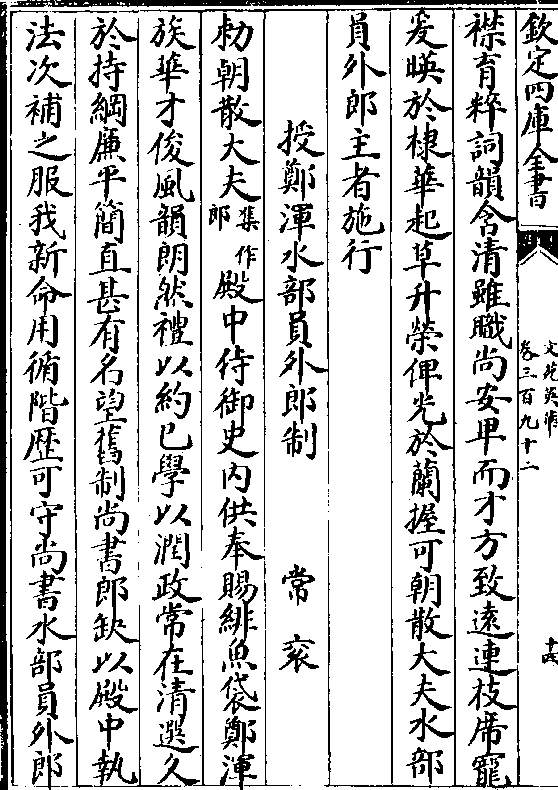 欽定四庫全書
文苑英華
卷三百九十二
十四
襟育粹詞韻含清雖職尚安卑而才方致遠連枝席寵
爰暎於棣華起草升榮俾光於蘭握可朝散大夫水部
員外郎主者施行
授鄭渾水部員外郎制 常衮
勅朝散大夫集作郎殿中侍御史内供奉賜緋魚袋鄭渾
族華才俊風韻朗然禮以約已學以潤政常在清選久
於持綱廉平簡直甚有名望舊制尚書郎缺以殿中執
法次補之服我新命用循階歴可守尚書水部員外郎